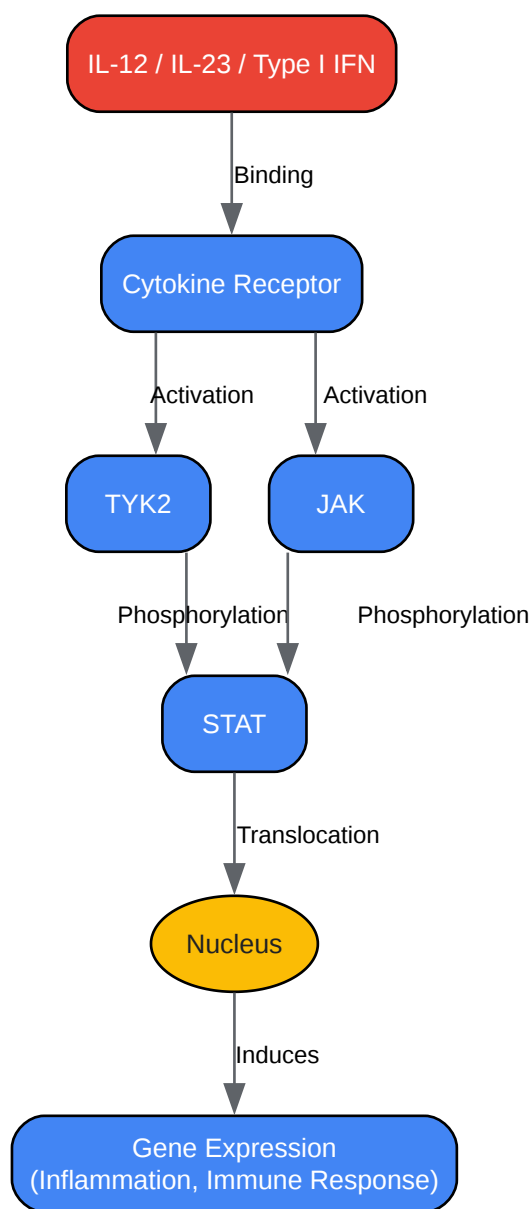 IL-12 / IL-23 / Type I IFN
Binding
Cytokine Receptor
Activation
Activation
TYK2
JAK
Phosphorylation
Phosphorylation
STAT
Translocation
Nucleus
Induces
Gene Expression
(Inflammation, Immune Response)